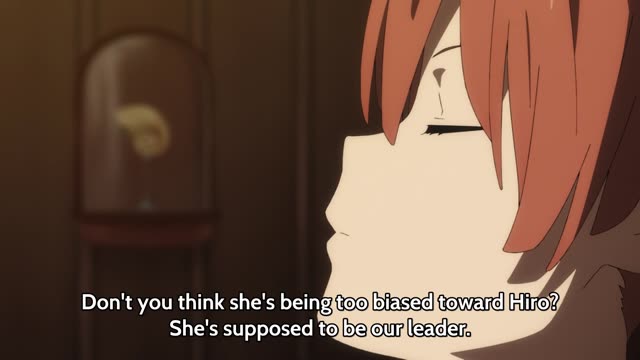 Don't you think she's being too biased toward Hiro?
She's supposed to be our leader.